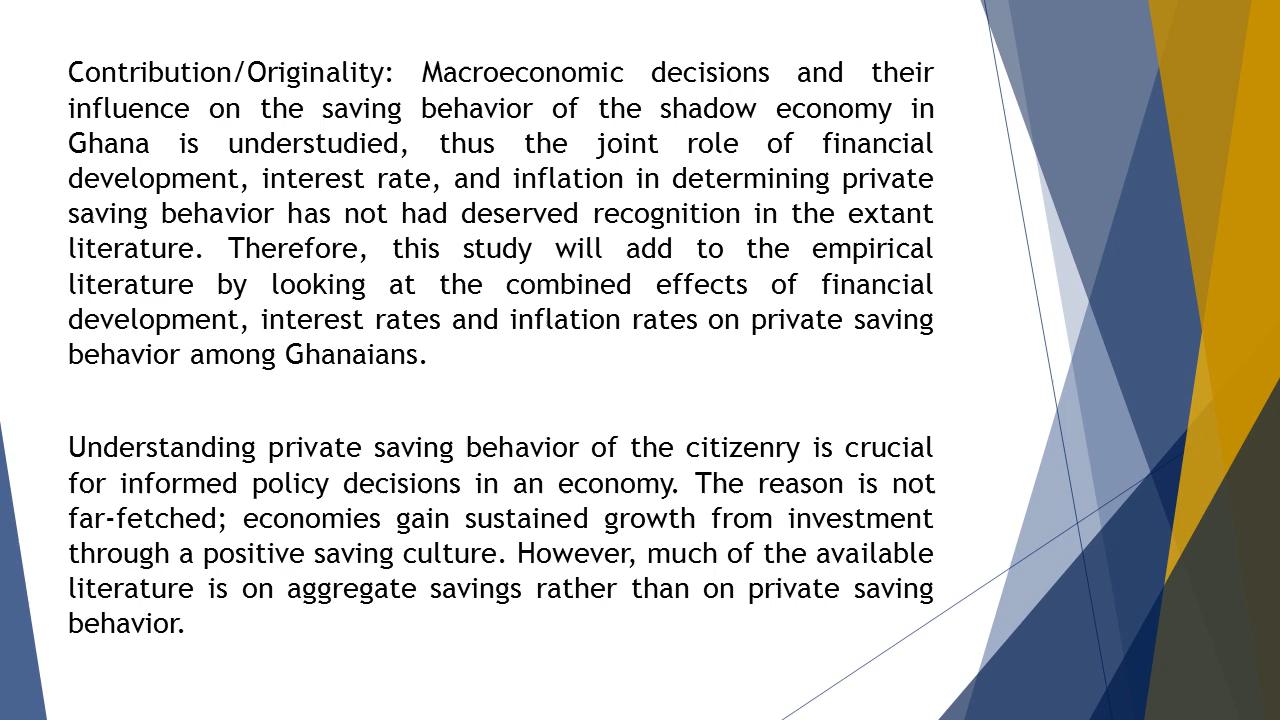 Contribution/Originality: Macroeconomic decisions and their
influence on the saving behavior of the shadow economy in
Ghana is understudied, thus the joint role of financial
development, interest rate, and inflation in determining private
saving behavior has not had deserved recognition in the extant
literature. Therefore, this study will add to the empirical
literature by looking at the combined effects of financial
development, interest rates and inflation rates on private saving
behavior among Ghanaians.
Understanding private saving behavior of the citizenry is crucial
for informed policy decisions in an economy. The reason is not
far-fetched; economies gain sustained growth from investment
through a positive saving culture. However, much of the available
literature is on aggregate savings rather than on private saving
behavior.